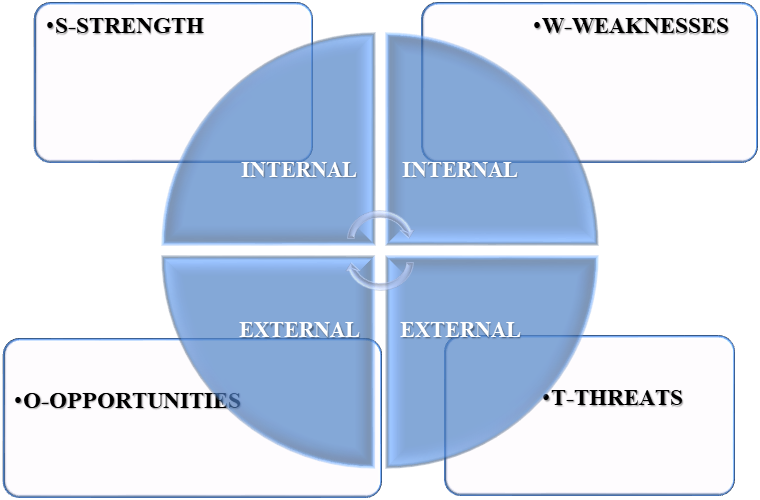 •S-STRENGTH
•W-WEAKNESSES
INTERNAL
INTERNAL
EXTERNAL
EXTERNAL
•O-OPPORTUNITIES
•T-THREATS